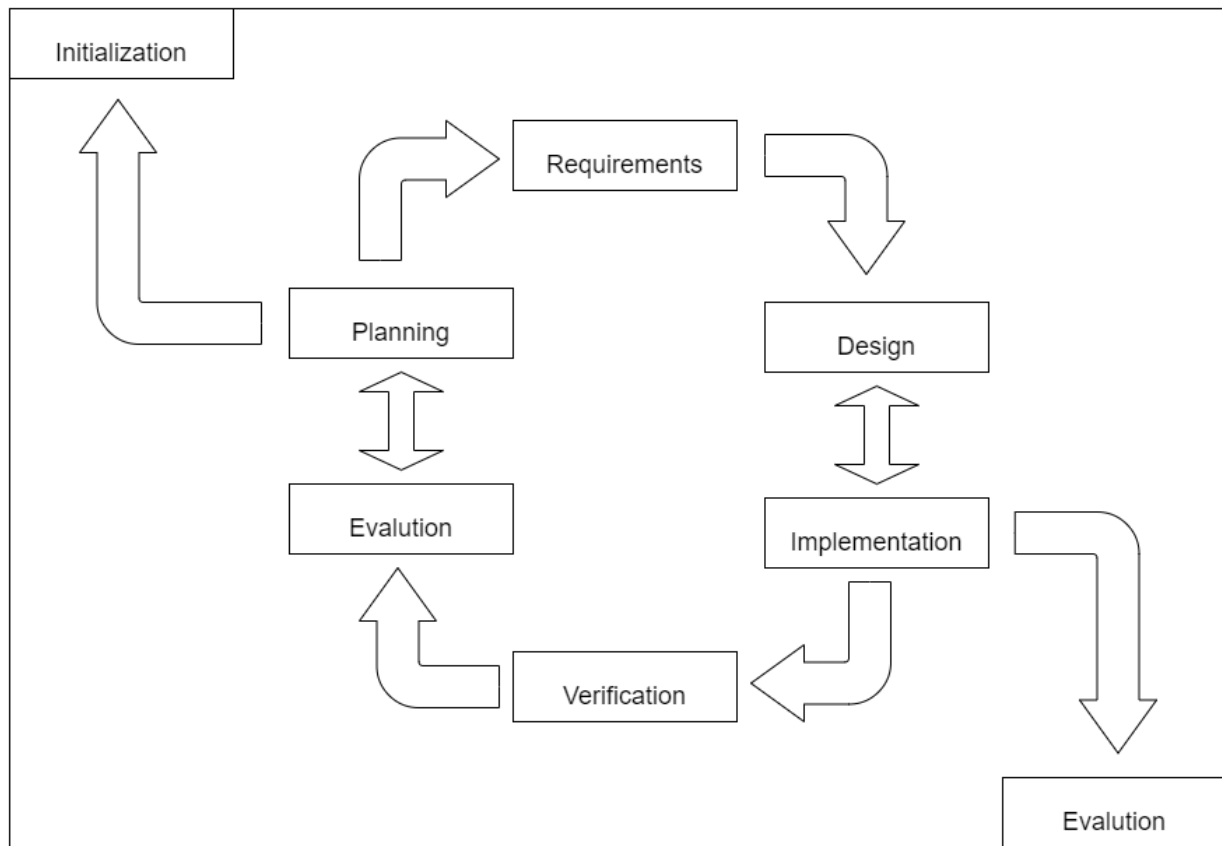 Initialization
Requirements
Planning
Design
Evalution
Implementation
Verification
Evalution